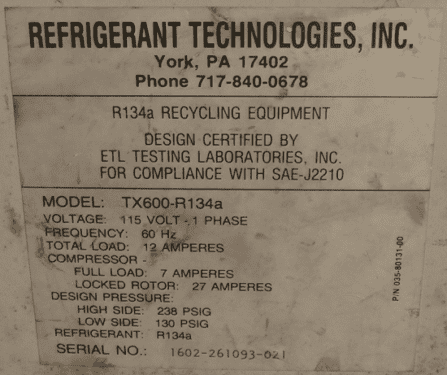 REFRIGERANT TECHNOLOGIES, INC.
York, PA 17402
Phone 717-840-0678
R134a RECYCLING EQUIPMENT
DESIGN CERTIFIED BY
ETL TESTING LABORATORIES, INC.
FOR COMPLIANCE WITH SAE-J2210
MODEL: TX600-R134a
VOLTAGE: 115 VOLT - 1 PHASE
FREQUENCY: 60 Hz
TOTAL LOAD: 12 AMPERES
COMPRESSOR -
FULL LOAD: 7 AMPERES
LOCKED ROTOR: 27 AMPERES
DESIGN PRESSURE:
HIGH SIDE: 238 PSIG
LOW SIDE: 130 PSIG
REFRIGERANT: R134a
SERIAL NO.: 1602-261093-021
P/N 035-80131-00